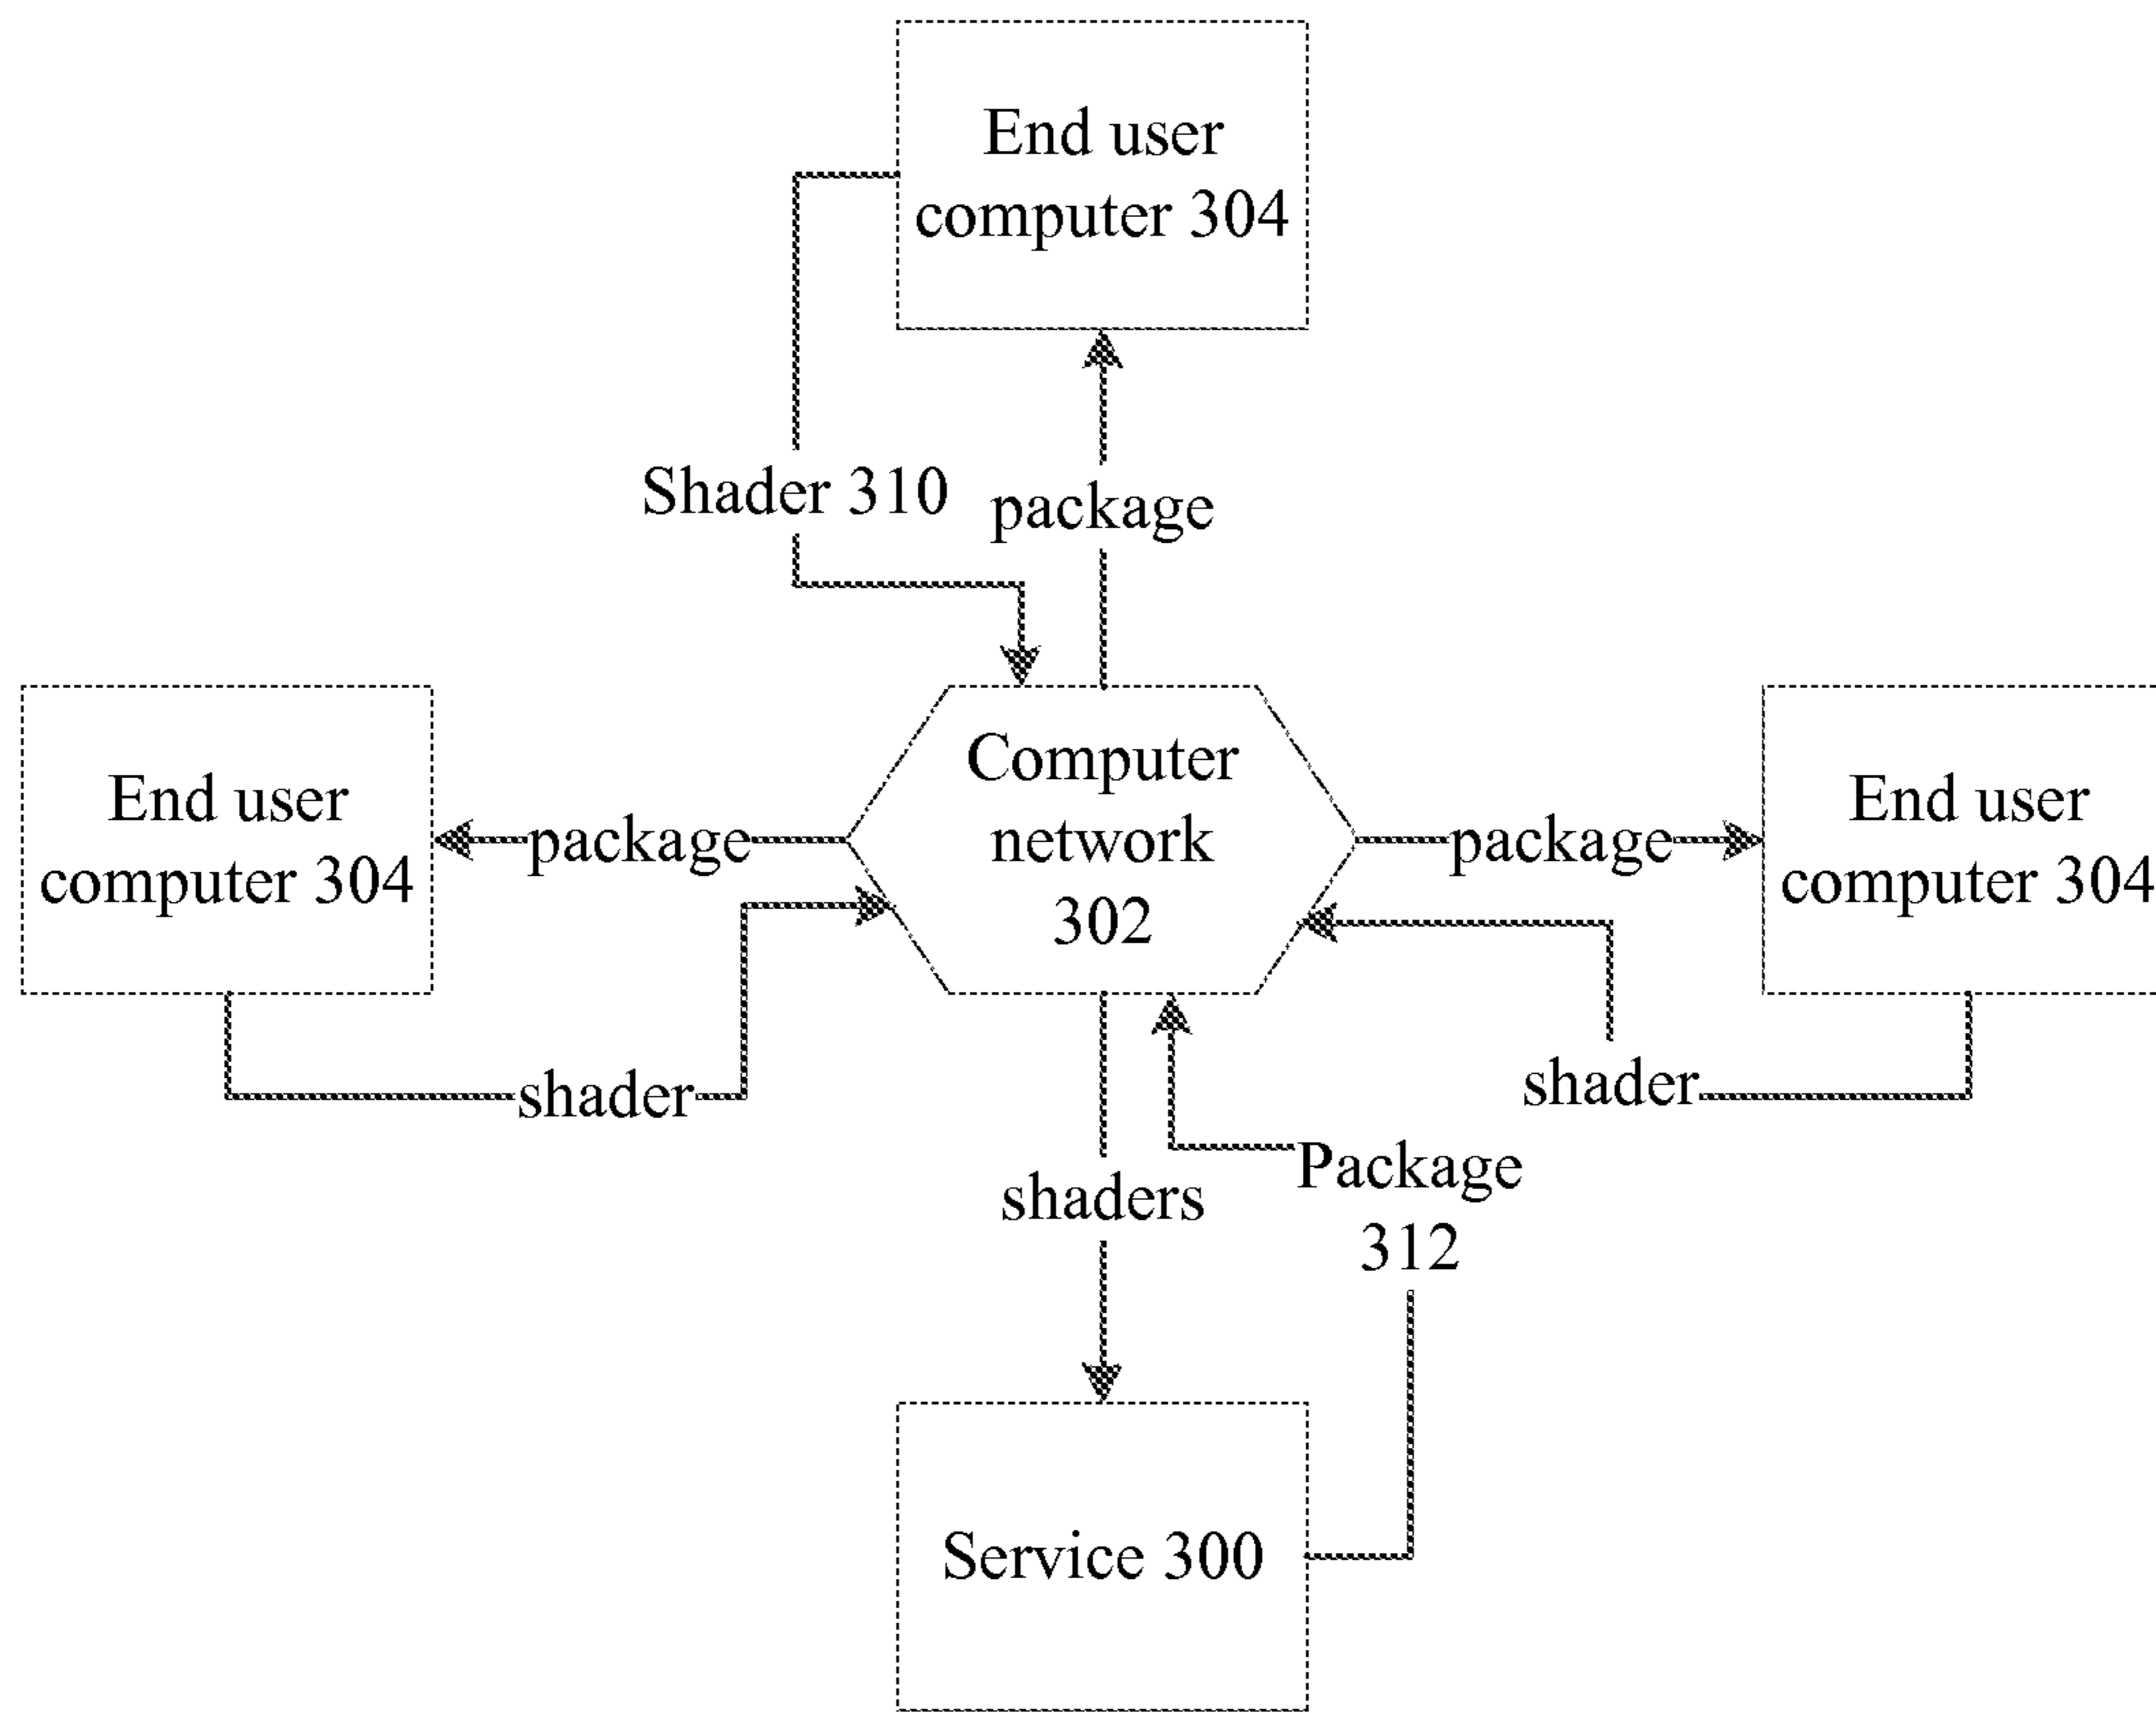 End user
computer 304
Shader 310
package
End user
computer 304
package
Computer
network
302
package
End user
computer 304
shader
shader
shaders
Package
312
Service 300